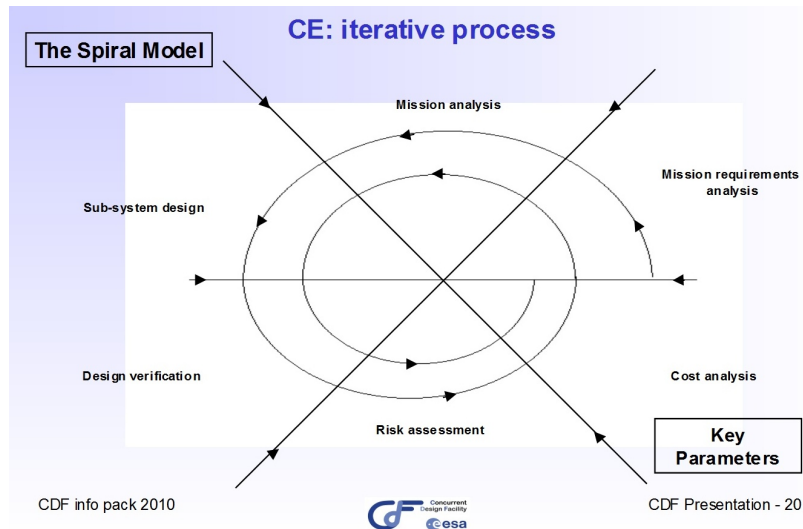 CE: iterative process
The Spiral Model
Mission analysis
Mission requirements
analysis
Sub-system design
Design verification
Cost analysis
Risk assessment
Key
Parameters
CDF info pack 2010
CDF
Concurrent
Design Facility
esa
CDF Presentation - 20